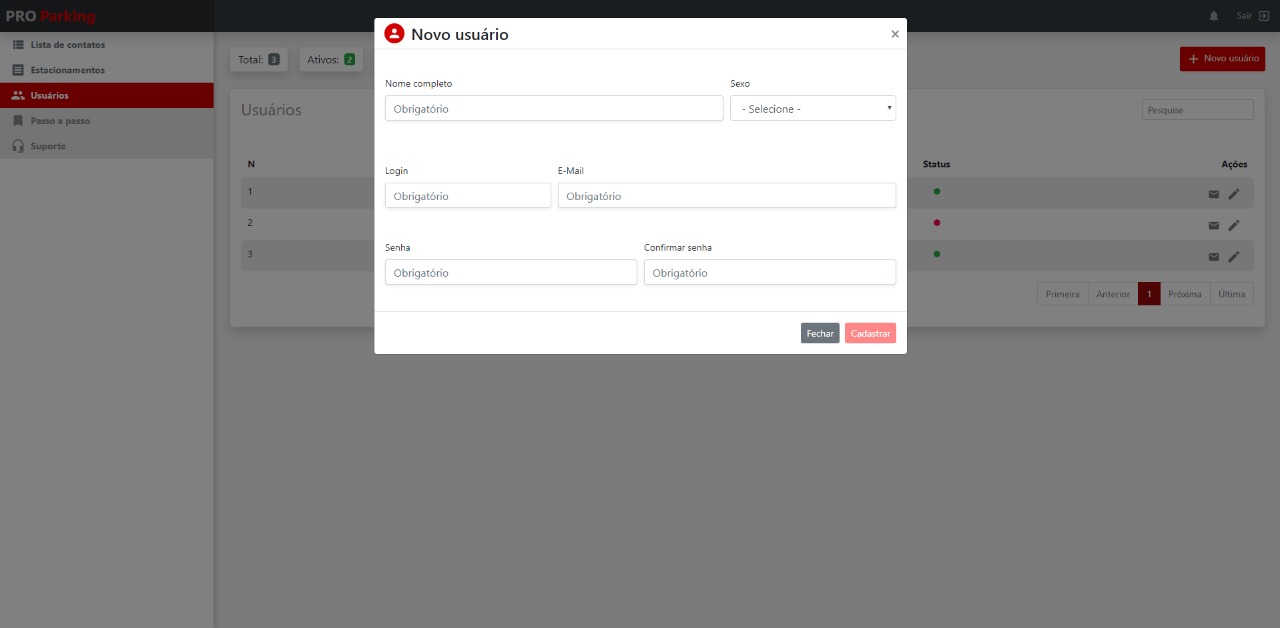 PRO Parking
Sair
Lista de contatos
Estacionamentos
Usuários
Passo a passo
Suporte
Total: 3
Ativos: 2
Novo usuário
Usuários
Pesquise
N
Status
Ações
1
2
3
Primeira Anterior 1 Próxima Última
Novo usuário
×
Nome completo
Sexo
Obrigatório
- Selecione -
Login
E-Mail
Obrigatório
Obrigatório
Senha
Confirmar senha
Obrigatório
Obrigatório
Fechar
Cadastrar